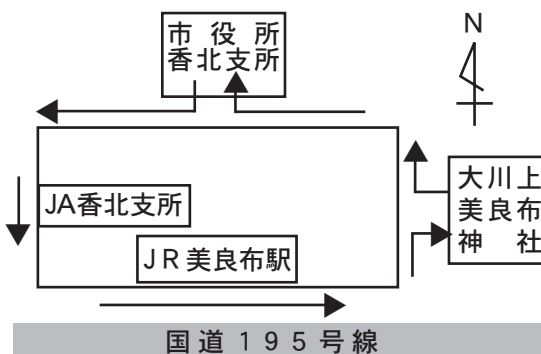 市役所
香北支所
N
大川上
美良布
神社
JA香北支所
JR美良布駅
国道195号線